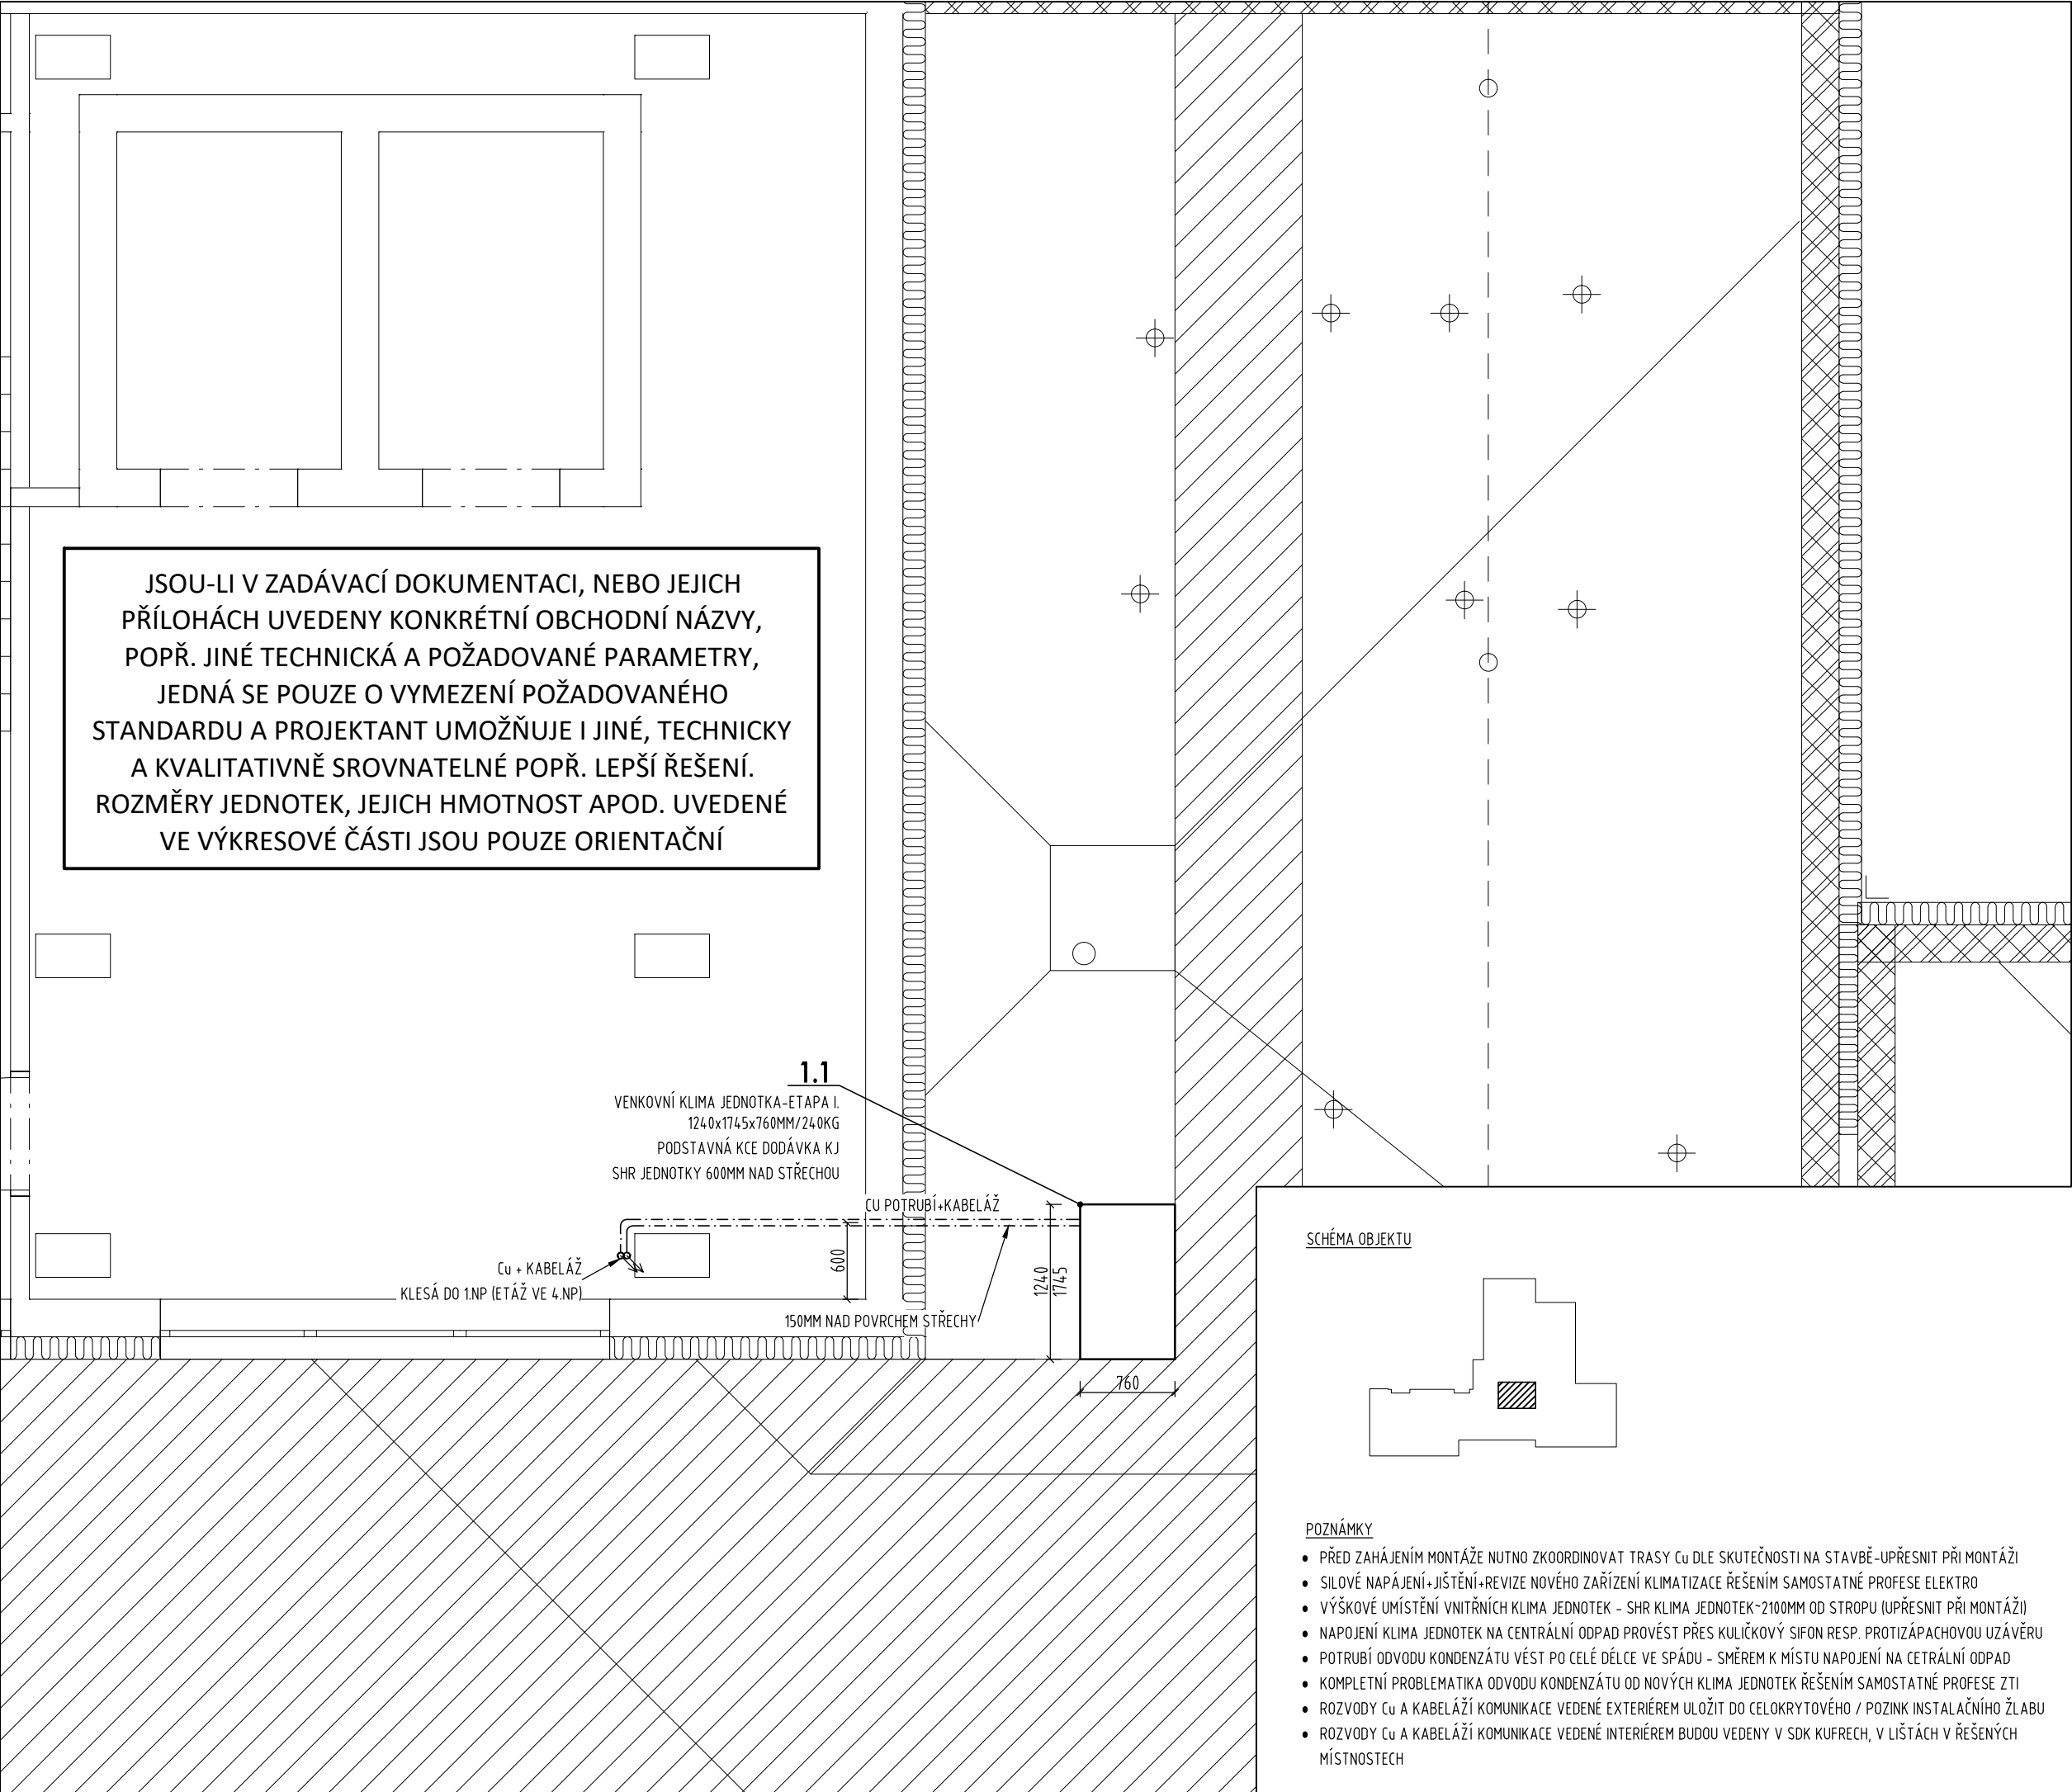 JSOU-LI V ZADÁVACÍ DOKUMENTACI, NEBO JEJICH
PŘÍLOHÁCH UVEDENY KONKRÉTNÍ OBCHODNÍ NÁZVY,
POPŘ. JINÉ TECHNICKÁ A POŽADOVANÉ PARAMETRY,
JEDNÁ SE POUZE O VYMEZENÍ POŽADOVANÉHO
STANDARDU A PROJEKTANT UMOŽŇUJE I JINÉ, TECHNICKY
A KVALITATIVNĚ SROVNATELNÉ POPŘ. LEPŠÍ ŘEŠENÍ.
ROZMĚRY JEDNOTEK, JEJICH HMOTNOST APOD. UVEDENÉ
VE VÝKRESOVÉ ČÁSTI JSOU POUZE ORIENTAČNÍ
1.1
VENKOVNÍ KLIMA JEDNOTKA-ETAPA I.
1240x1745x760MM/240KG
PODSTAVNÁ KCE DODÁVKA KJ
SHR JEDNOTKY 600MM NAD STŘECHOU
CU POTRUBÍ+KABELÁŽ
Cu + KABELÁŽ
KLESÁ DO 1.NP (ETÁŽ VE 4.NP)
600
1240
1745
150MM NAD POVRCHEM STŘECHY
760
SCHÉMA OBJEKTU
POZNÁMKY
• PŘED ZAHÁJENÍM MONTÁŽE NUTNO ZKOORDINOVAT TRASY Cu DLE SKUTEČNOSTI NA STAVBĚ-UPŘESNIT PŘI MONTÁŽI
• SILOVÉ NAPÁJENÍ+JIŠTĚNÍ+REVIZE NOVÉHO ZAŘÍZENÍ KLIMATIZACE ŘEŠENÍM SAMOSTATNÉ PROFESE ELEKTRO
• VÝŠKOVÉ UMÍSTĚNÍ VNITŘNÍCH KLIMA JEDNOTEK - SHR KLIMA JEDNOTEK~2100MM OD STROPU (UPŘESNIT PŘI MONTÁŽI)
• NAPOJENÍ KLIMA JEDNOTEK NA CENTRÁLNÍ ODPAD PROVÉST PŘES KULIČKOVÝ SIFON RESP. PROTIZÁPACHOVOU UZÁVĚRU
• POTRUBÍ ODVODU KONDENZÁTU VÉST PO CELÉ DÉLCE VE SPÁDU - SMĚREM K MÍSTU NAPOJENÍ NA CETRÁLNÍ ODPAD
• KOMPLETNÍ PROBLEMATIKA ODVODU KONDENZÁTU OD NOVÝCH KLIMA JEDNOTEK ŘEŠENÍM SAMOSTATNÉ PROFESE ZTI
• ROZVODY Cu A KABELÁŽÍ KOMUNIKACE VEDENÉ EXTERIÉREM ULOŽIT DO CELOKRYTOVÉHO / POZINK INSTALAČNÍHO ŽLABU
• ROZVODY Cu A KABELÁŽÍ KOMUNIKACE VEDENÉ INTERIÉREM BUDOU VEDENY V SDK KUFRECH, V LIŠTÁCH V ŘEŠENÝCH
MÍSTNOSTECH